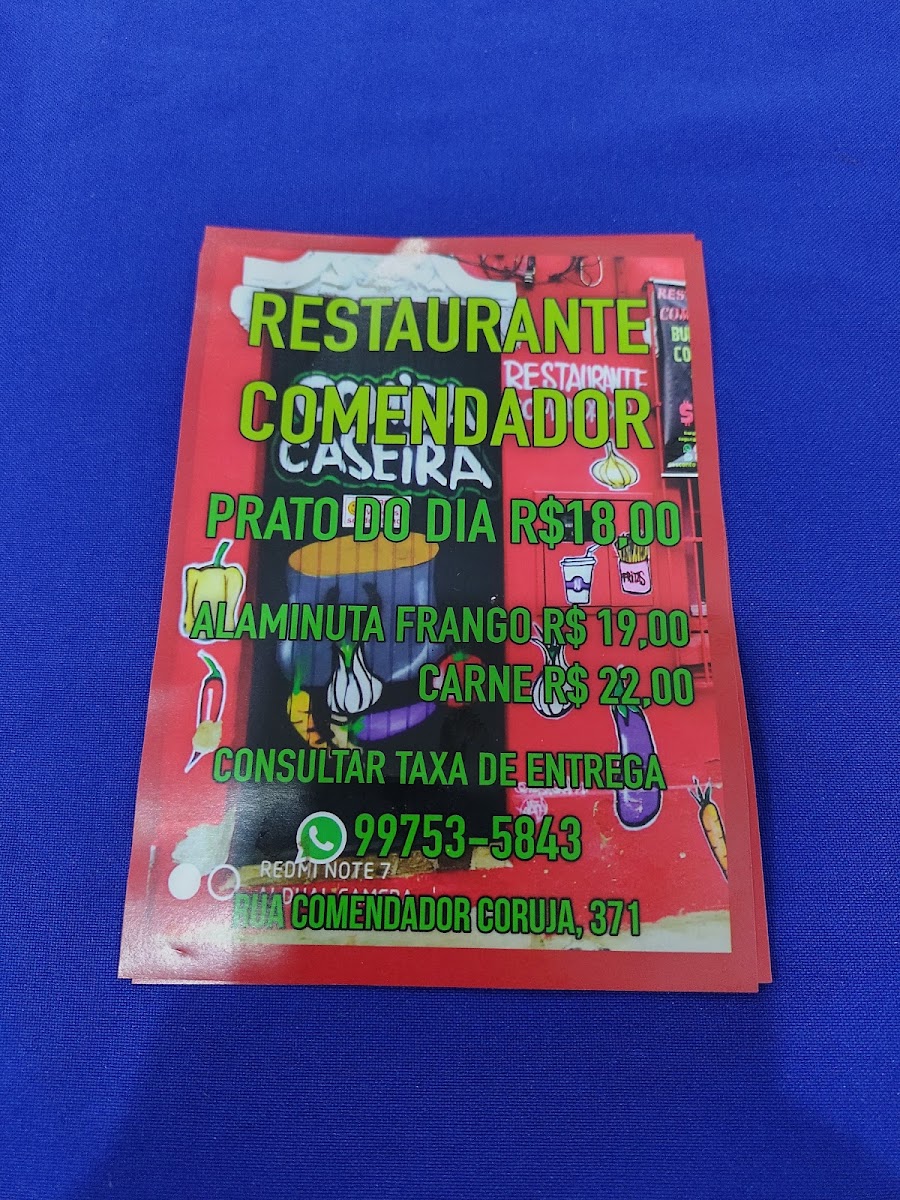 RESTAURANTE
COMENDADOR
RESTAURANTE
CASEIRA
PRATO DO DIA R$18,00
ALAMINUTA FRANGO R$ 19,00
CARNE R$ 22,00
CONSULTAR TAXA DE ENTREGA
99753-5843
REDMI NOTE 7
RUA COMENDADOR CORUJA, 371